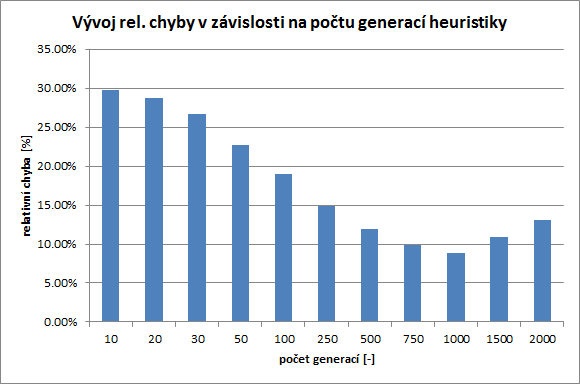 Vývoj rel. chyby v závislosti na počtu generací heuristiky
35.00%
30.00%
25.00%
20.00%
15.00%
10.00%
5.00%
0.00%
relativní chyba [%]
10 20 30 50 100 250 500 750 1000 1500 2000
počet generací [-]